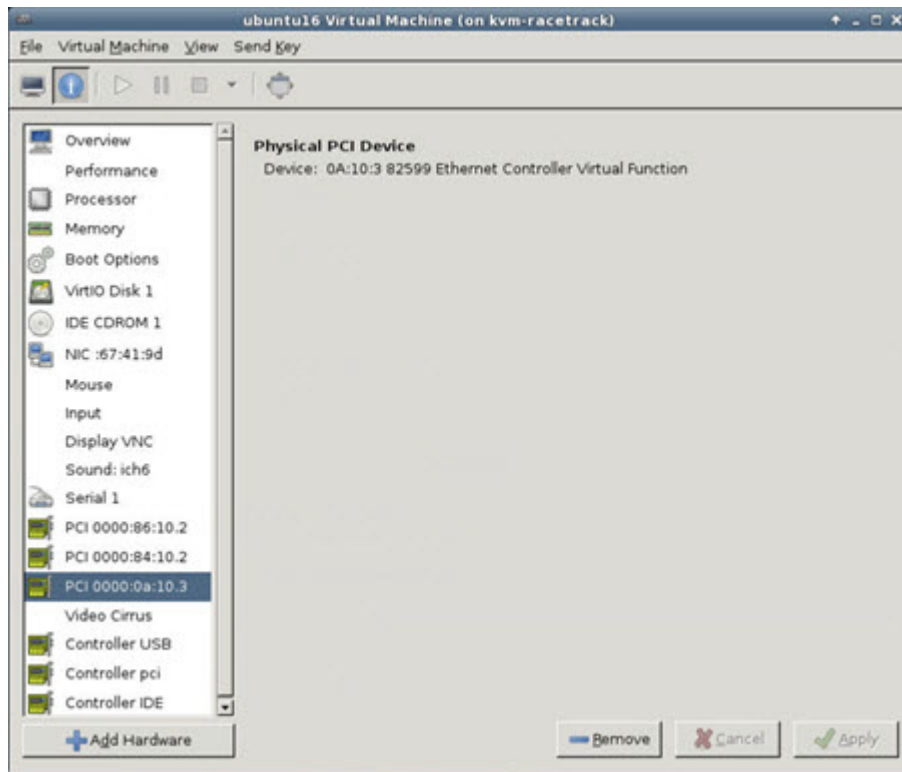 ubuntu16 Virtual Machine (on kvm-racetrack)
File Virtual Machine View Send Key
Overview
Performance
Processor
Memory
Boot Options
VirtIO Disk 1
IDE CDROM 1
NIC :67:41:9d
Mouse
Input
Display VNC
Sound: ich6
Serial 1
PCI 0000:86:10.2
PCI 0000:84:10.2
PCI 0000:0a:10.3
Video Cirrus
Controller USB
Controller pci
Controller IDE
Add Hardware
Physical PCI Device
Device: 0A:10:3 82599 Ethernet Controller Virtual Function
Remove Cancel Apply